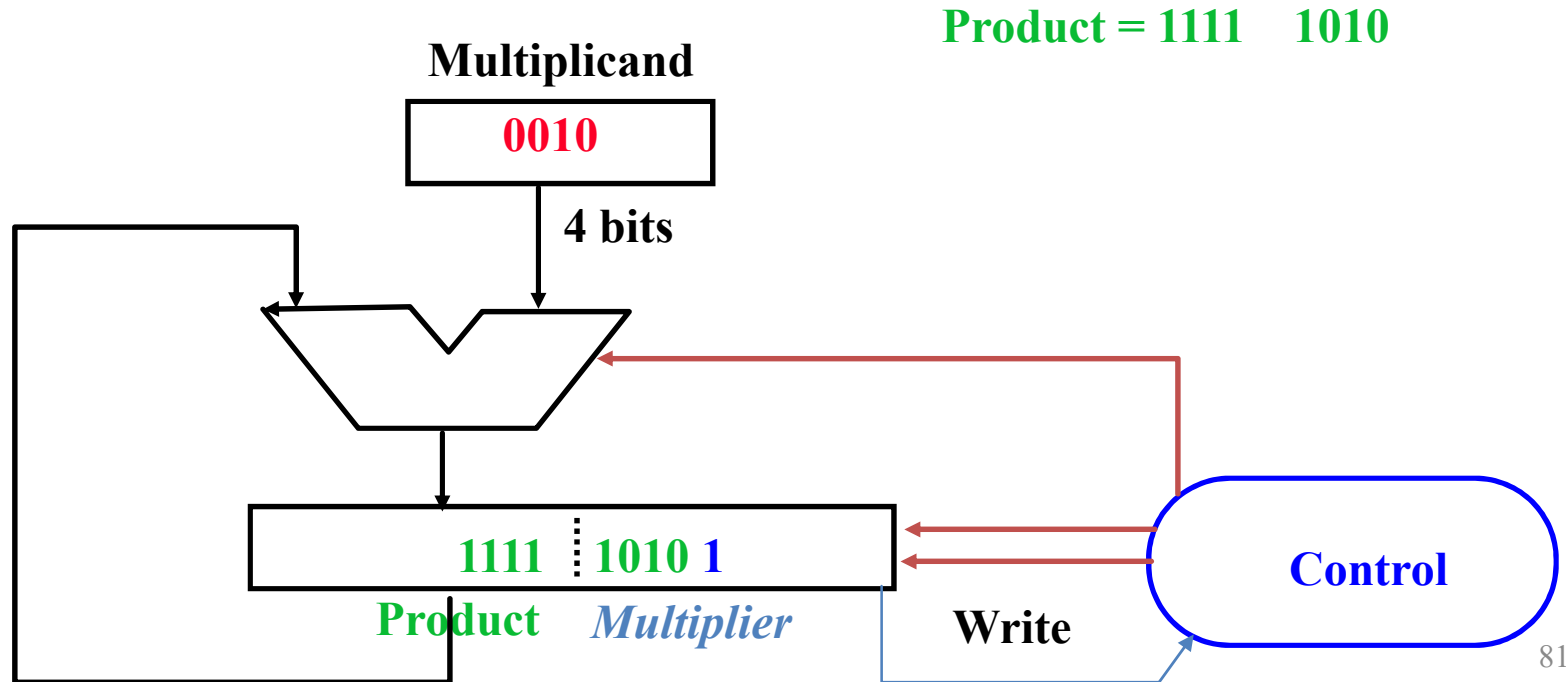 Product = 1111 1010
Multiplicand
0010
4 bits
1111 1010 1
Control
Product Multiplier
Write
81